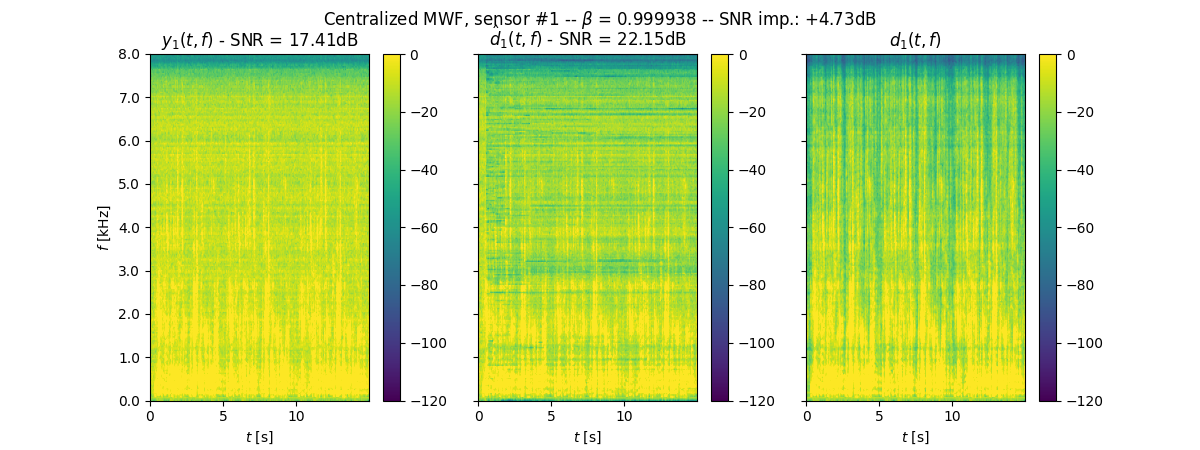 Centralized MWF, sensor #1 -- β = 0.999938 -- SNR imp.: +4.73dB
y₁(t, f) - SNR = 17.41dB
d̂₁(t, f) - SNR = 22.15dB
d₁(t, f)
8.0
7.0
6.0
5.0
4.0
3.0
2.0
1.0
0.0
f [kHz]
0 5 10
t [s]
0
−20
−40
−60
−80
−100
−120
0 5 10
t [s]
0
−20
−40
−60
−80
−100
−120
0 5 10
t [s]
0
−20
−40
−60
−80
−100
−120